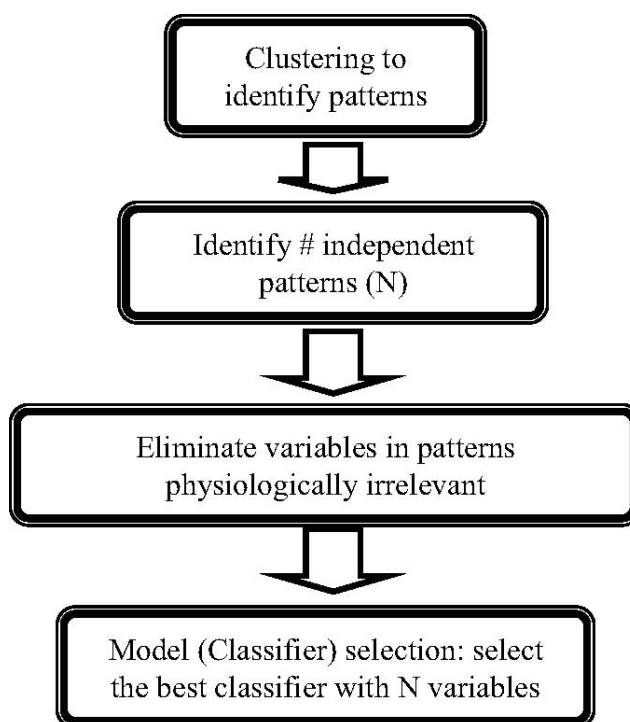 Clustering to
identify patterns
Identify # independent
patterns (N)
Eliminate variables in patterns
physiologically irrelevant
Model (Classifier) selection: select
the best classifier with N variables